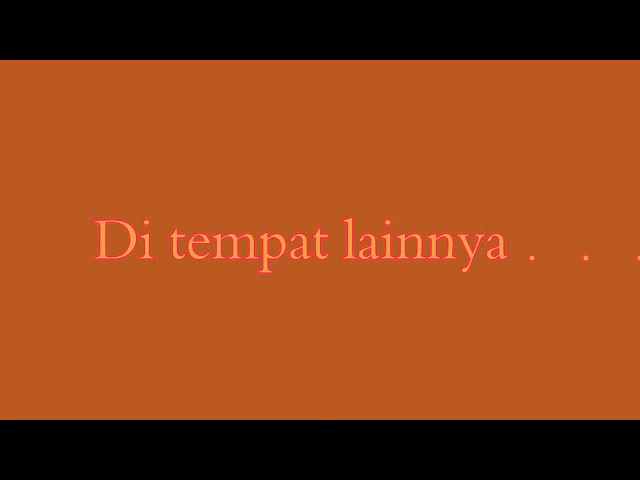 Di tempat lainnya . . .